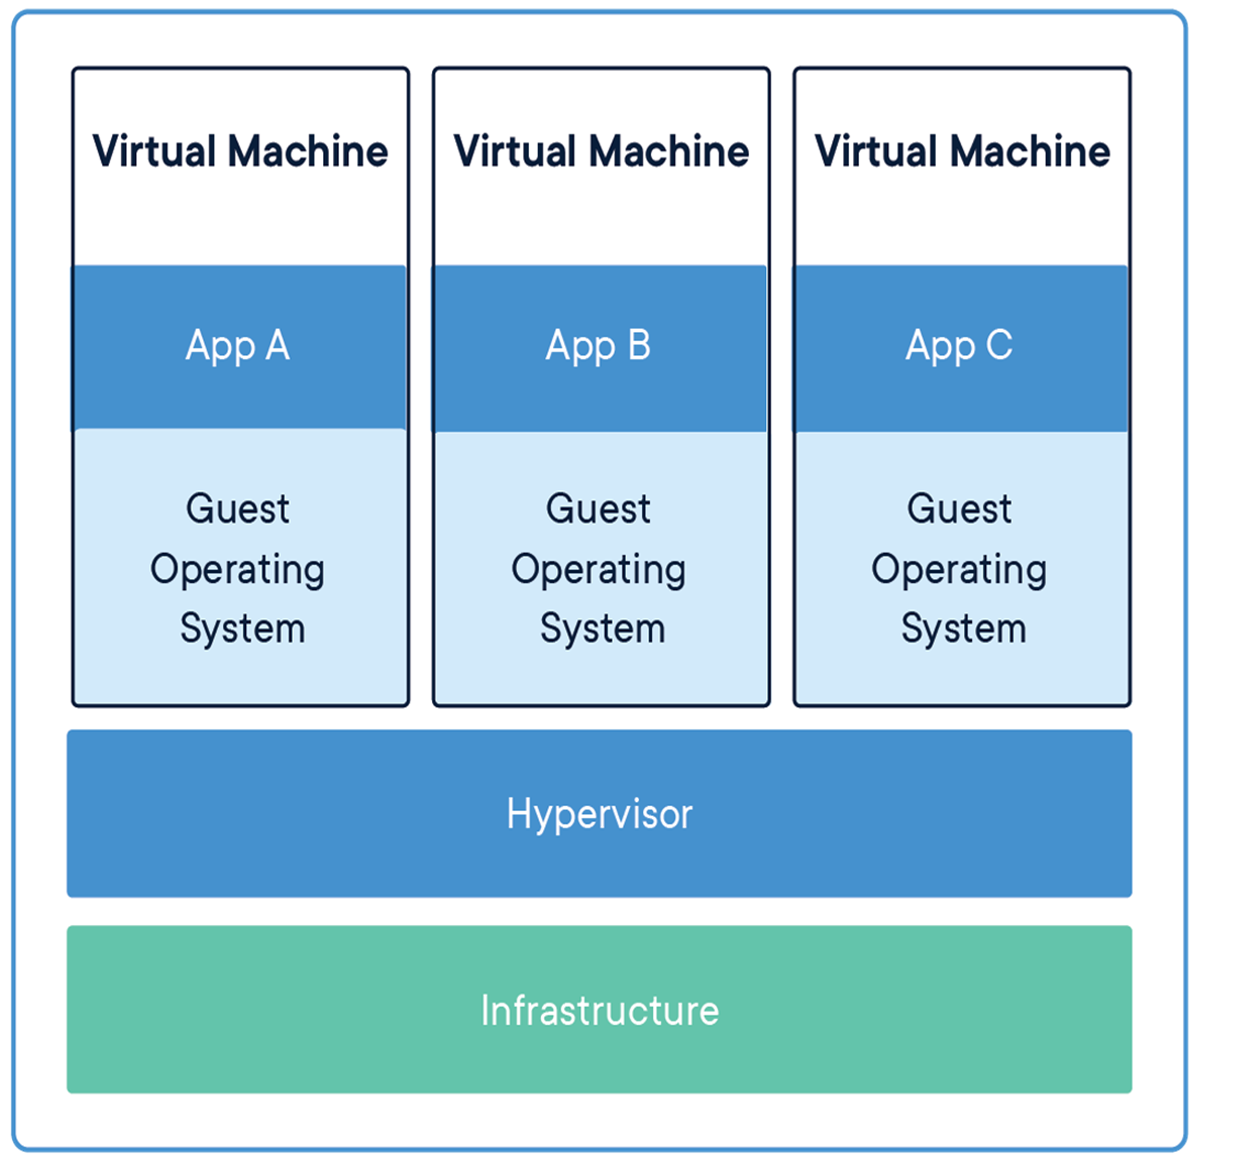 Virtual Machine
Virtual Machine
Virtual Machine
App A
App B
App C
Guest
Operating
System
Guest
Operating
System
Guest
Operating
System
Hypervisor
Infrastructure